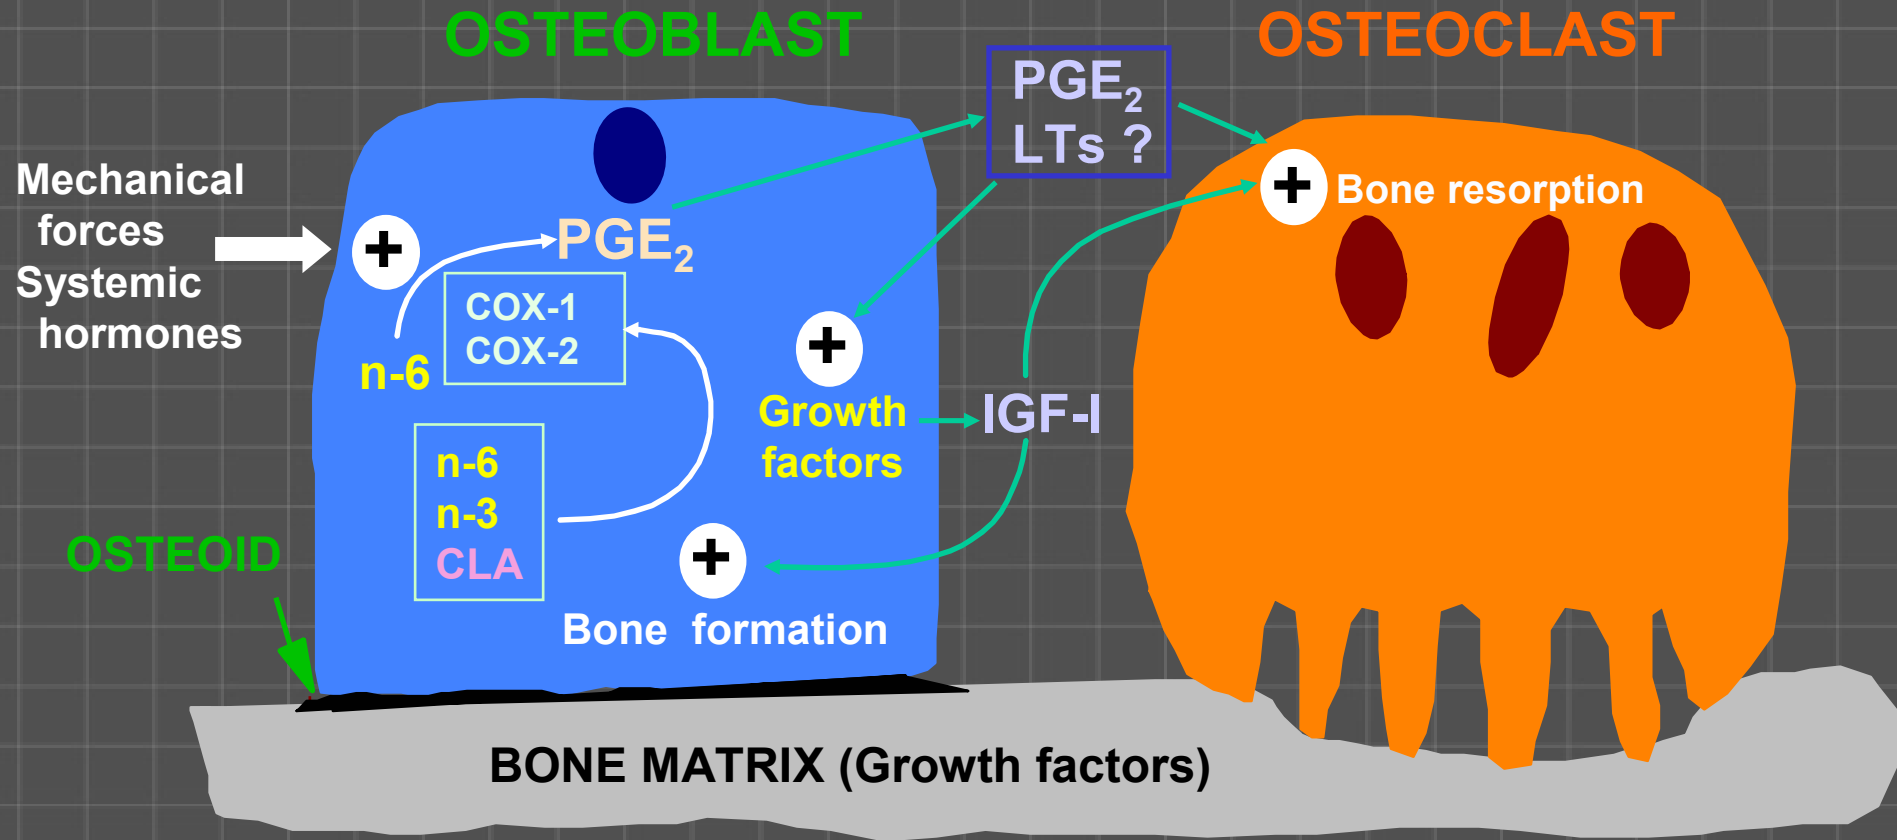 OSTEOBLAST
OSTEOCLAST
PGE₂
LTs ?
Mechanical
forces
Systemic
hormones
+
PGE₂
+ Bone resorption
COX-1
COX-2
n-6
+
Growth
factors
IGF-I
n-6
n-3
CLA
OSTEOID
+
Bone formation
BONE MATRIX (Growth factors)